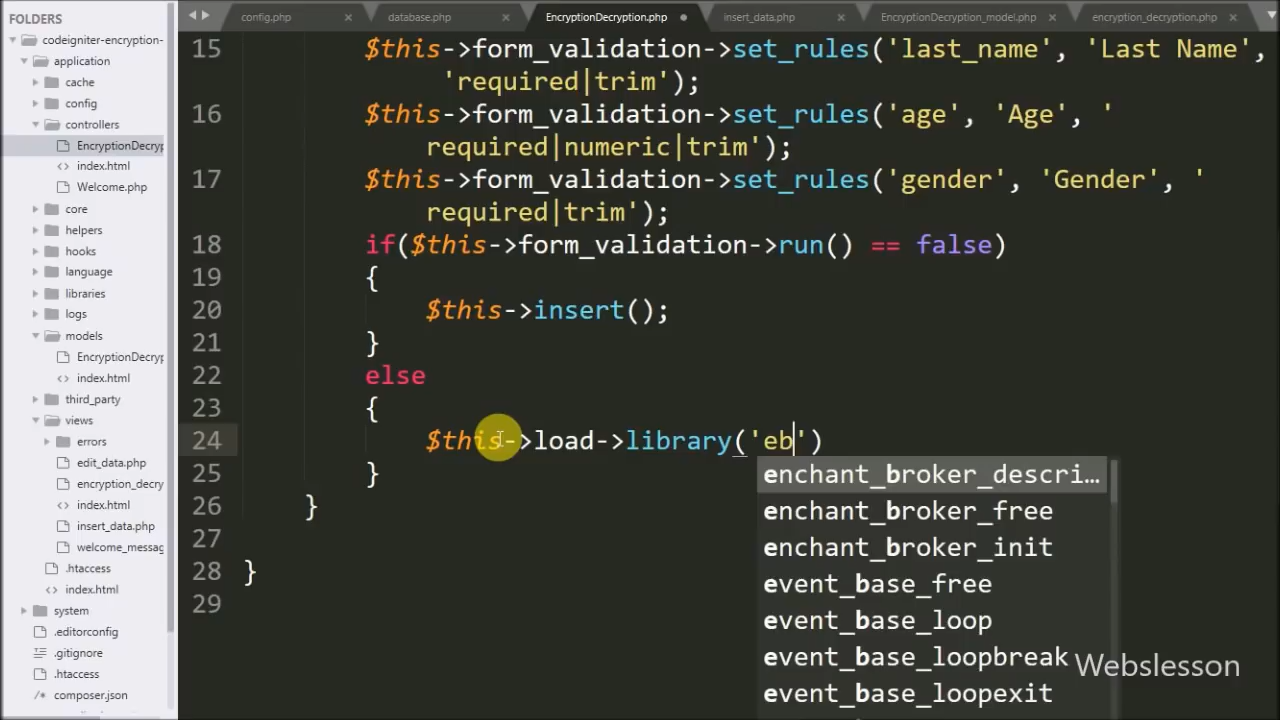 FOLDERS
codeigniter-encryption-
application
cache
config
controllers
EncryptionDecryp
index.html
Welcome.php
core
helpers
hooks
language
libraries
logs
models
EncryptionDecryp
index.html
third_party
views
errors
edit_data.php
encryption_decry
index.html
insert_data.php
welcome_messag
.htaccess
index.html
system
.editorconfig
.gitignore
.htaccess
composer.json
config.php × database.php × EncryptionDecryption.php insert_data.php × EncryptionDecryption_model.php × encryption_decryption.php ×
15 $this->form_validation->set_rules('last_name', 'Last Name',
'required|trim');
16 $this->form_validation->set_rules('age', 'Age', '
required|numeric|trim');
17 $this->form_validation->set_rules('gender', 'Gender', '
required|trim');
18 if($this->form_validation->run() == false)
19 {
20 $this->insert();
21 }
22 else
23 {
24 $this->load->library('eb')
25 }
26 }
27
28 }
29
enchant_broker_descri…
enchant_broker_free
enchant_broker_init
event_base_free
event_base_loop
event_base_loopbreak
event_base_loopexit
Webslesson